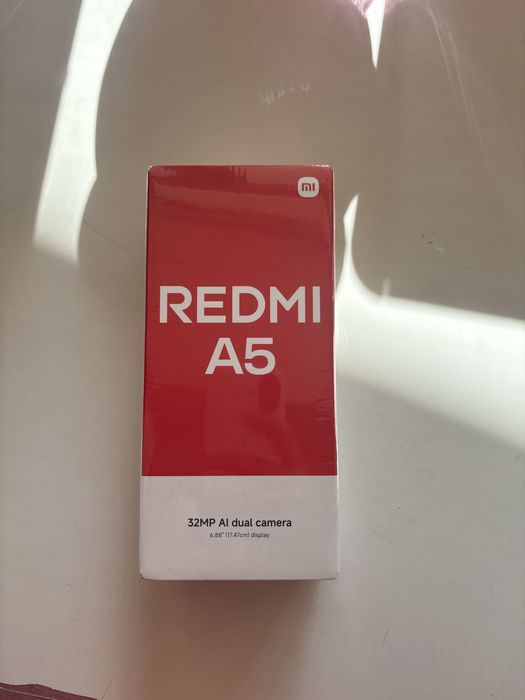 mi
REDMI
A5
32MP AI dual camera
6.88" (17.47cm) display